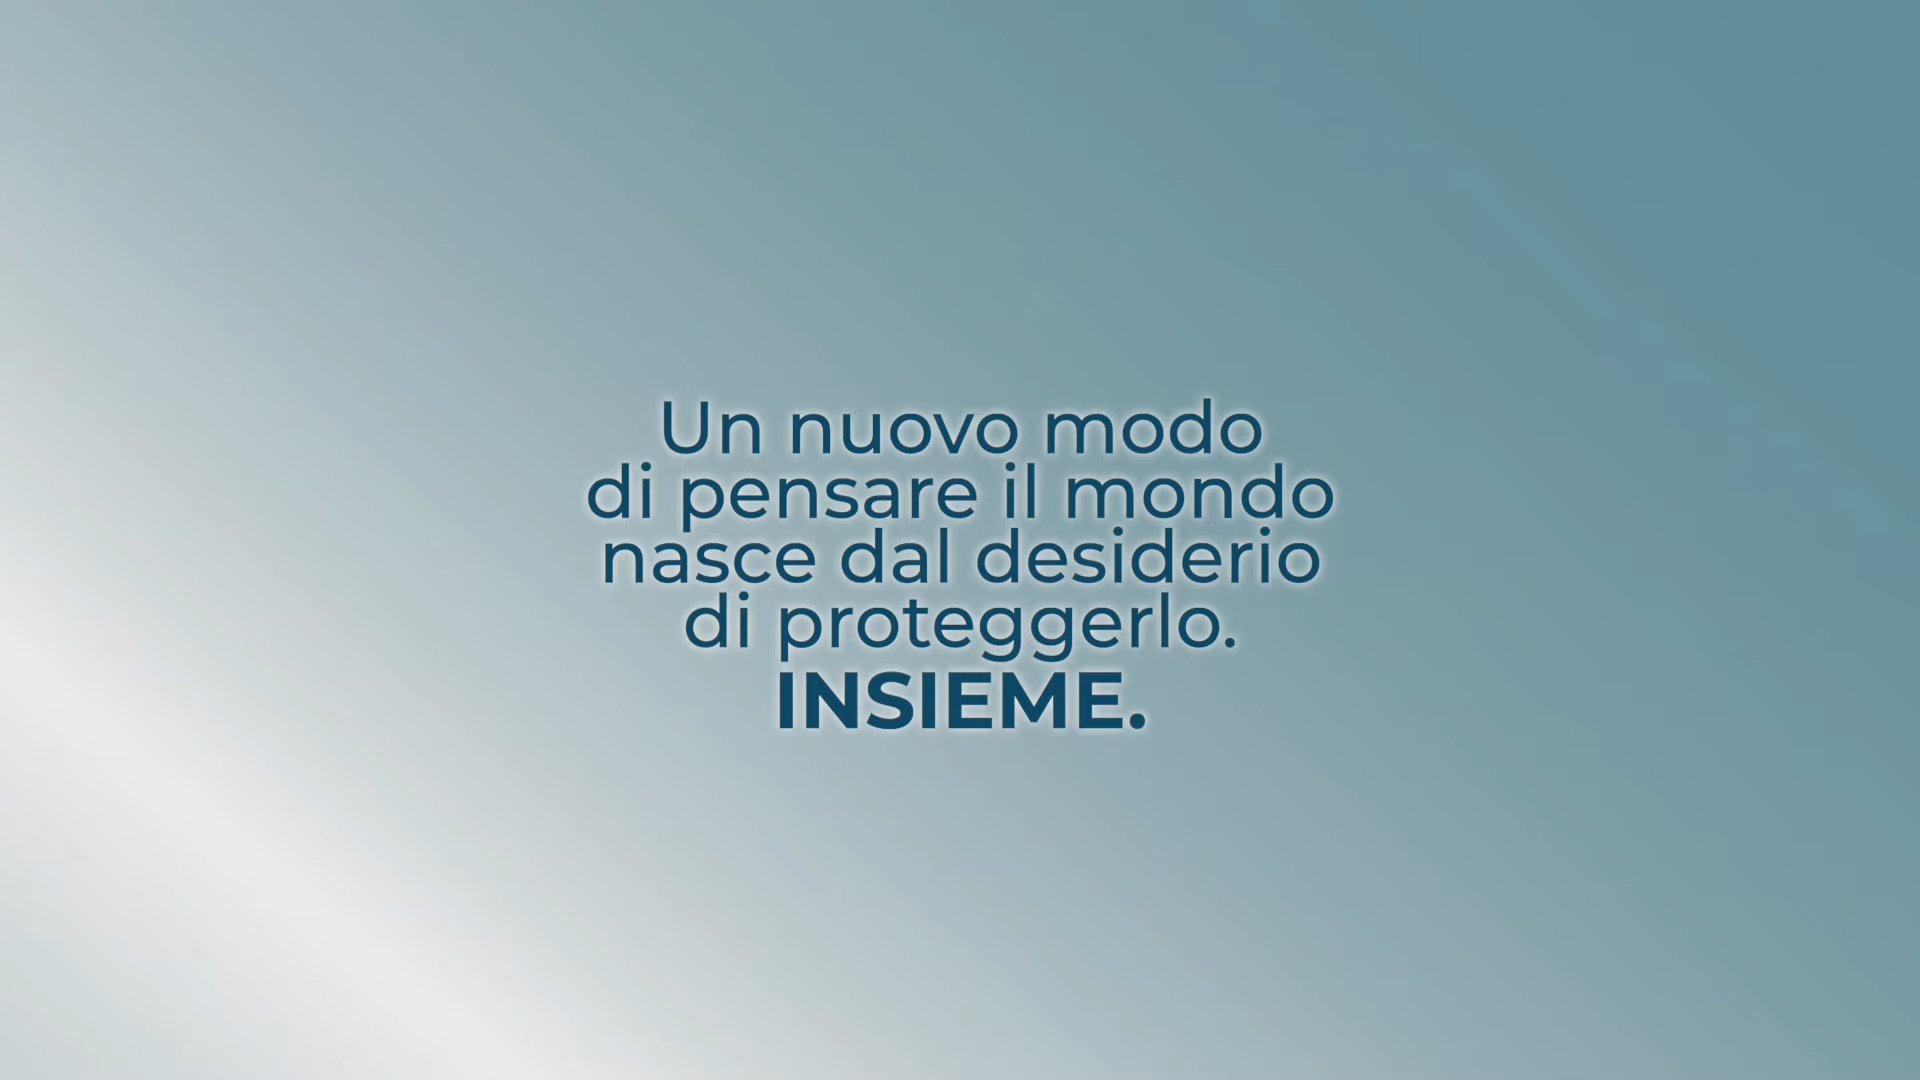 Un nuovo modo
di pensare il mondo
nasce dal desiderio
di proteggerlo.
INSIEME.